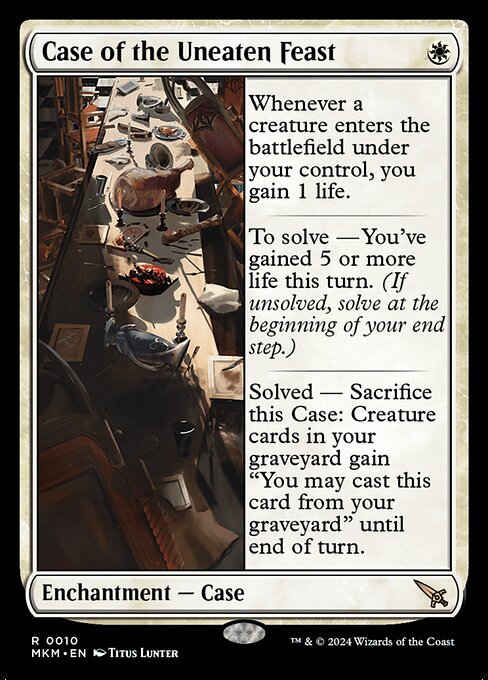 Case of the Uneaten Feast
Whenever a
creature enters the
battlefield under
your control, you
gain 1 life.
To solve — You've
gained 5 or more
life this turn. (If
unsolved, solve at the
beginning of your end
step.)
Solved — Sacrifice
this Case: Creature
cards in your
graveyard gain
“You may cast this
card from your
graveyard” until
end of turn.
Enchantment — Case
R 0010
MKM • EN Titus Lunter
™ & © 2024 Wizards of the Coast